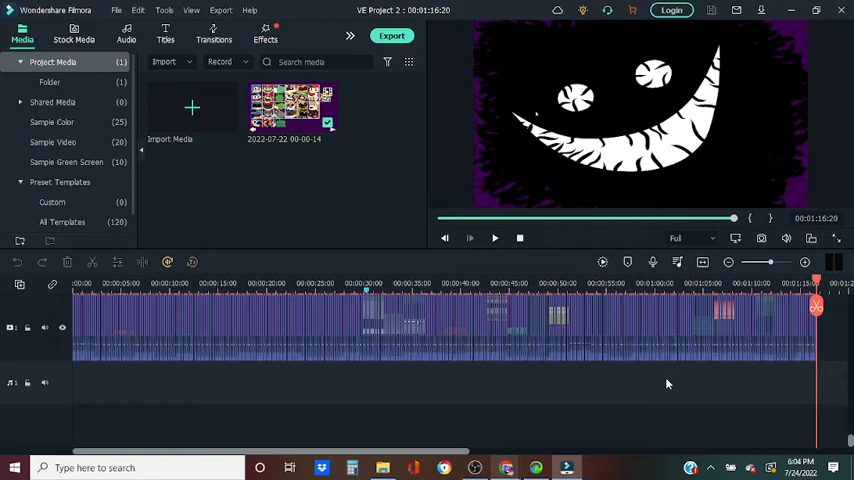 Wondershare Filmora File Edit Tools View Export Help VE Project 2 : 00:01:16:20 Login
Media Stock Media Audio Titles Transitions Effects Export
Project Media (1) Import Record Search media
Folder (1)
Shared Media (0)
Sample Color (25)
Sample Video (20) Import Media 2022-07-22 00-00-14
Sample Green Screen (10)
Preset Templates
Custom (0)
All Templates (120)
00:01:16:20
Full
:00:00 00:00:05:00 00:00:10:00 00:00:15:00 00:00:20:00 00:00:25:00 00:00:30:00 00:00:35:00 00:00:40:00 00:00:45:00 00:00:50:00 00:00:55:00 00:01:00:00 00:01:05:00 00:01:10:00 00:01:15:00 00:01:2
1
1
Type here to search 6:04 PM
7/24/2022